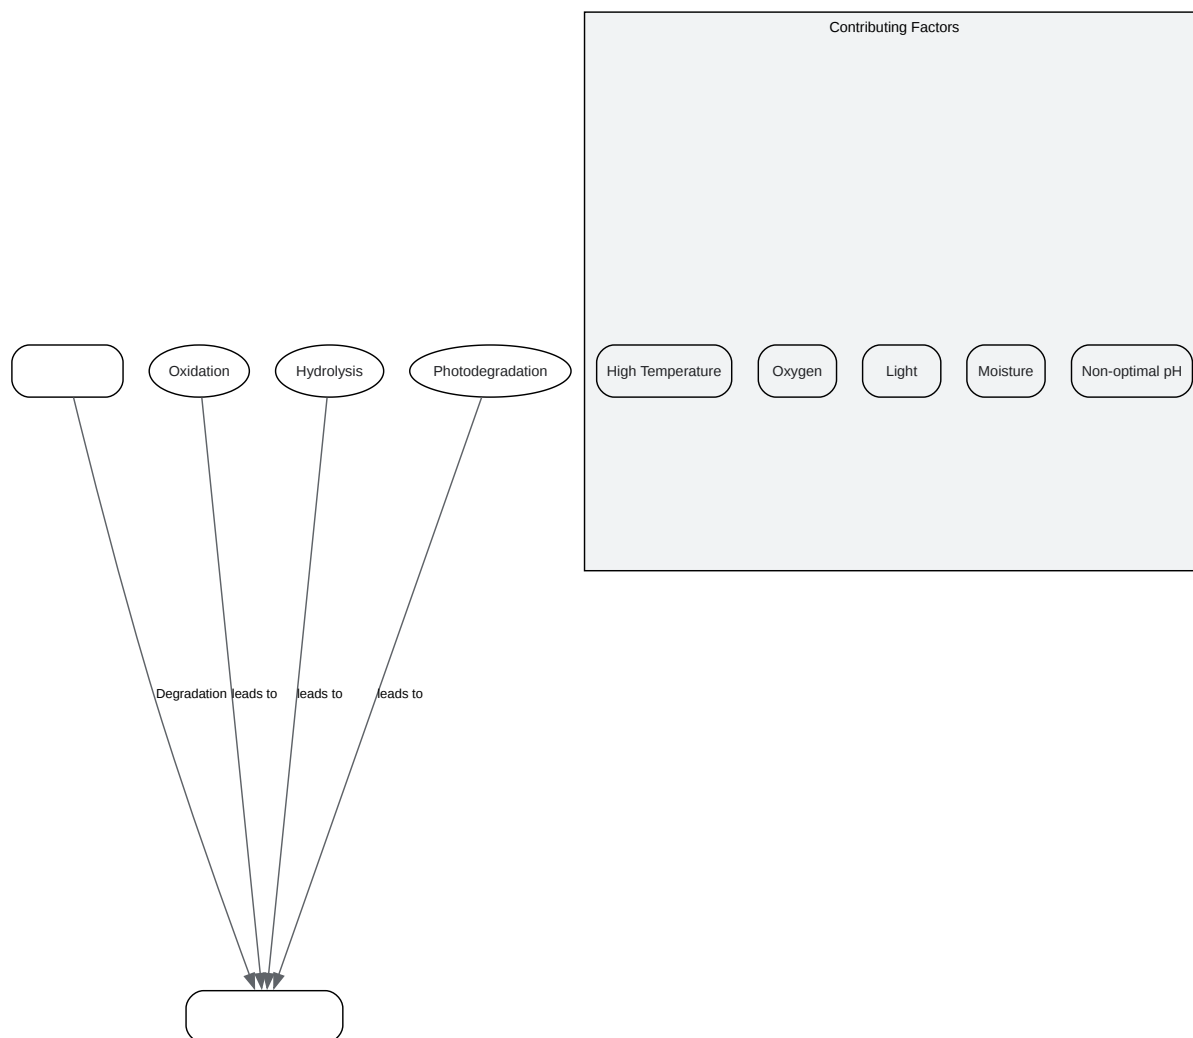 Contributing Factors
Oxidation
Hydrolysis
Photodegradation
High Temperature
Oxygen
Light
Moisture
Non-optimal pH
Degradation
leads to
leads to
leads to